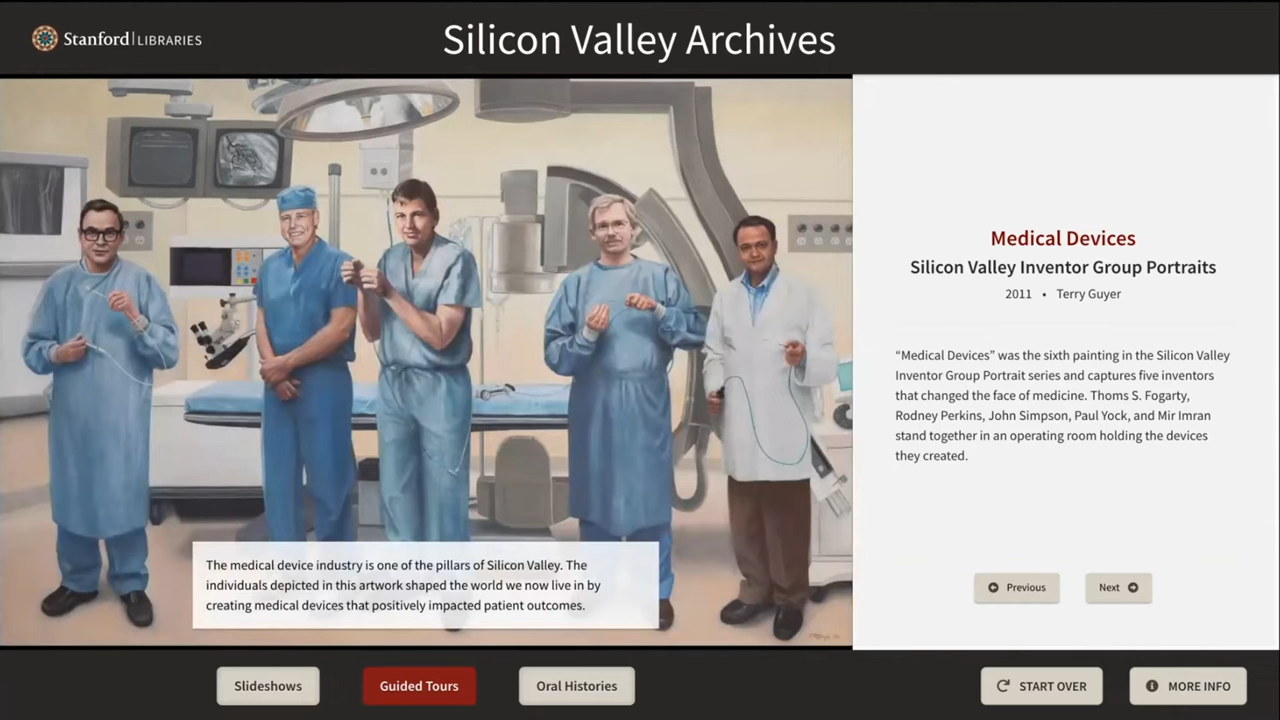 Stanford | LIBRARIES
Silicon Valley Archives
Medical Devices
Silicon Valley Inventor Group Portraits
2011 • Terry Guyer
“Medical Devices” was the sixth painting in the Silicon Valley
Inventor Group Portrait series and captures five inventors
that changed the face of medicine. Thoms S. Fogarty,
Rodney Perkins, John Simpson, Paul Yock, and Mir Imran
stand together in an operating room holding the devices
they created.
The medical device industry is one of the pillars of Silicon Valley. The
individuals depicted in this artwork shaped the world we now live in by
creating medical devices that positively impacted patient outcomes.
Previous
Next
Slideshows
Guided Tours
Oral Histories
START OVER
MORE INFO